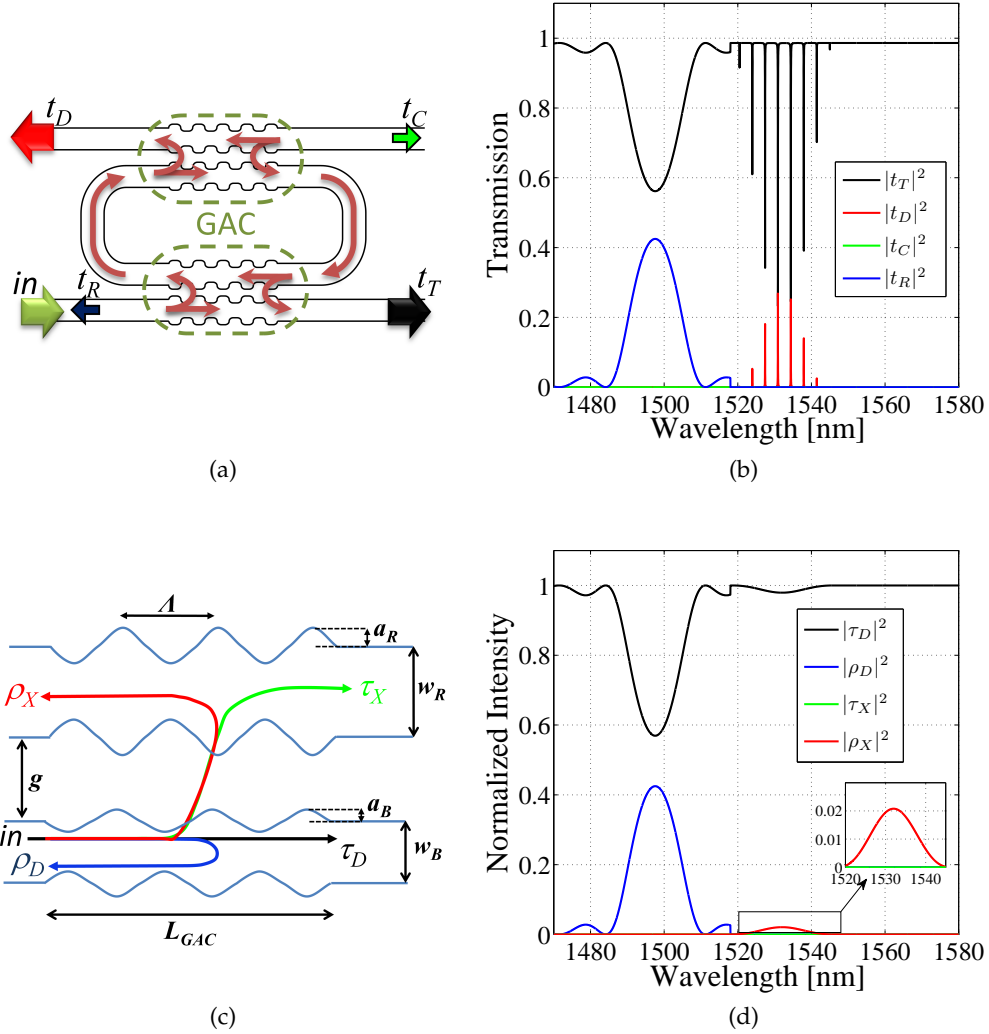 t_D
t_C
GAC
in
t_R
t_T
(a)
Transmission
1
0.8
0.6
0.4
0.2
0
|t_T|^2
|t_D|^2
|t_C|^2
|t_R|^2
1480 1500 1520 1540 1560 1580
Wavelength [nm]
(b)
Λ
a_R
ρ_X
τ_X
w_R
g
a_B
in
τ_D
w_B
ρ_D
L_GAC
(c)
Normalized Intensity
1
0.8
0.6
0.4
0.2
0
|τ_D|^2
|ρ_D|^2
|τ_X|^2
|ρ_X|^2
0.02
0.01
0
1520 1530 1540
1480 1500 1520 1540 1560 1580
Wavelength [nm]
(d)